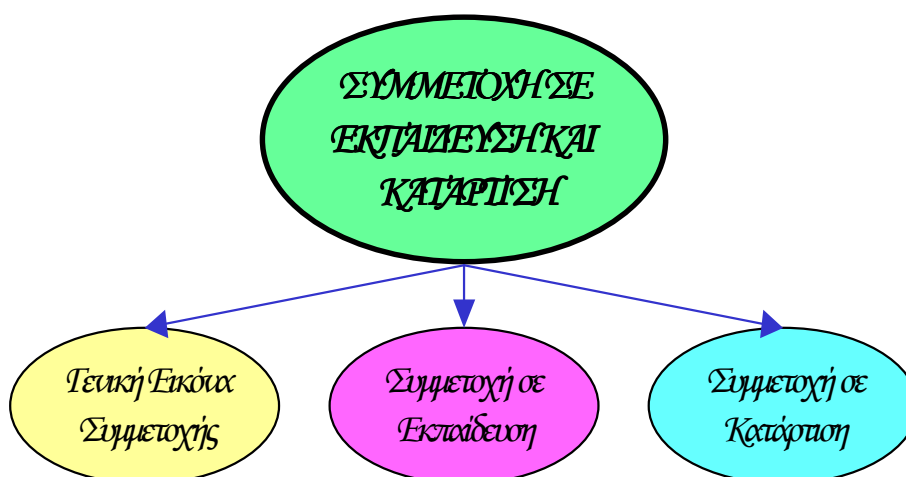 ΣΥΜΜΕΤΟΧΗ ΣΕ
ΕΚΠΑΙΔΕΥΣΗ ΚΑΙ
ΚΑΤΑΡΤΙΣΗ
Γενική Εικόνα
Συμμετοχής
Συμμετοχή σε
Εκπαίδευση
Συμμετοχή σε
Κατάρτιση